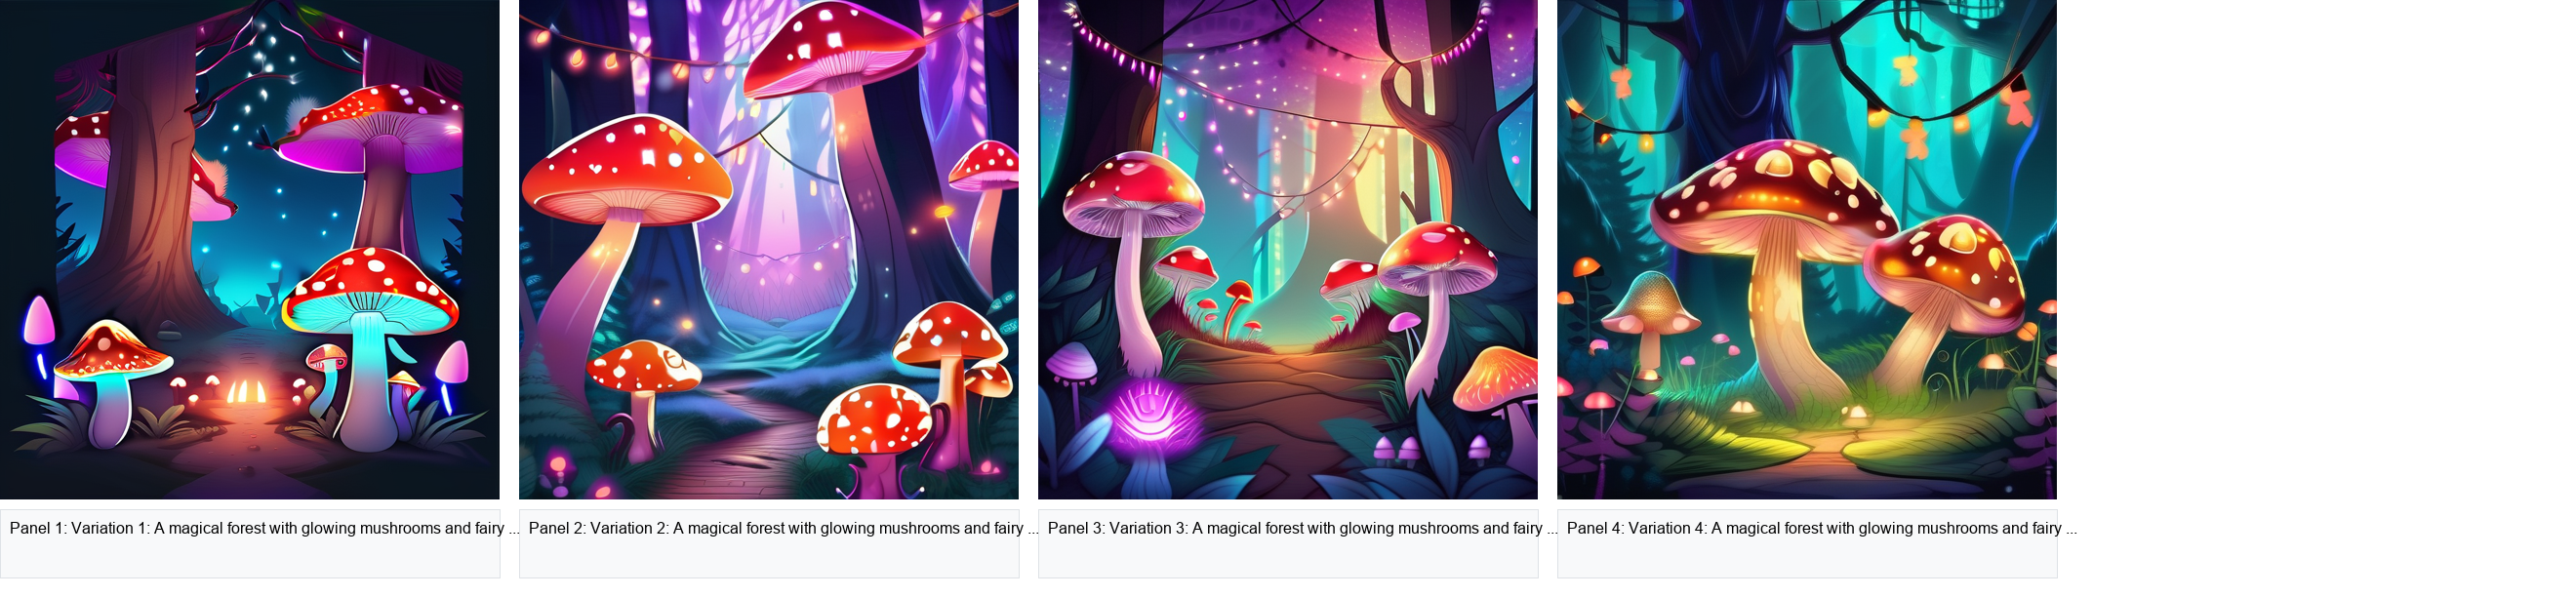 Panel 1: Variation 1: A magical forest with glowing mushrooms and fairy ...
Panel 2: Variation 2: A magical forest with glowing mushrooms and fairy ...
Panel 3: Variation 3: A magical forest with glowing mushrooms and fairy ...
Panel 4: Variation 4: A magical forest with glowing mushrooms and fairy ...